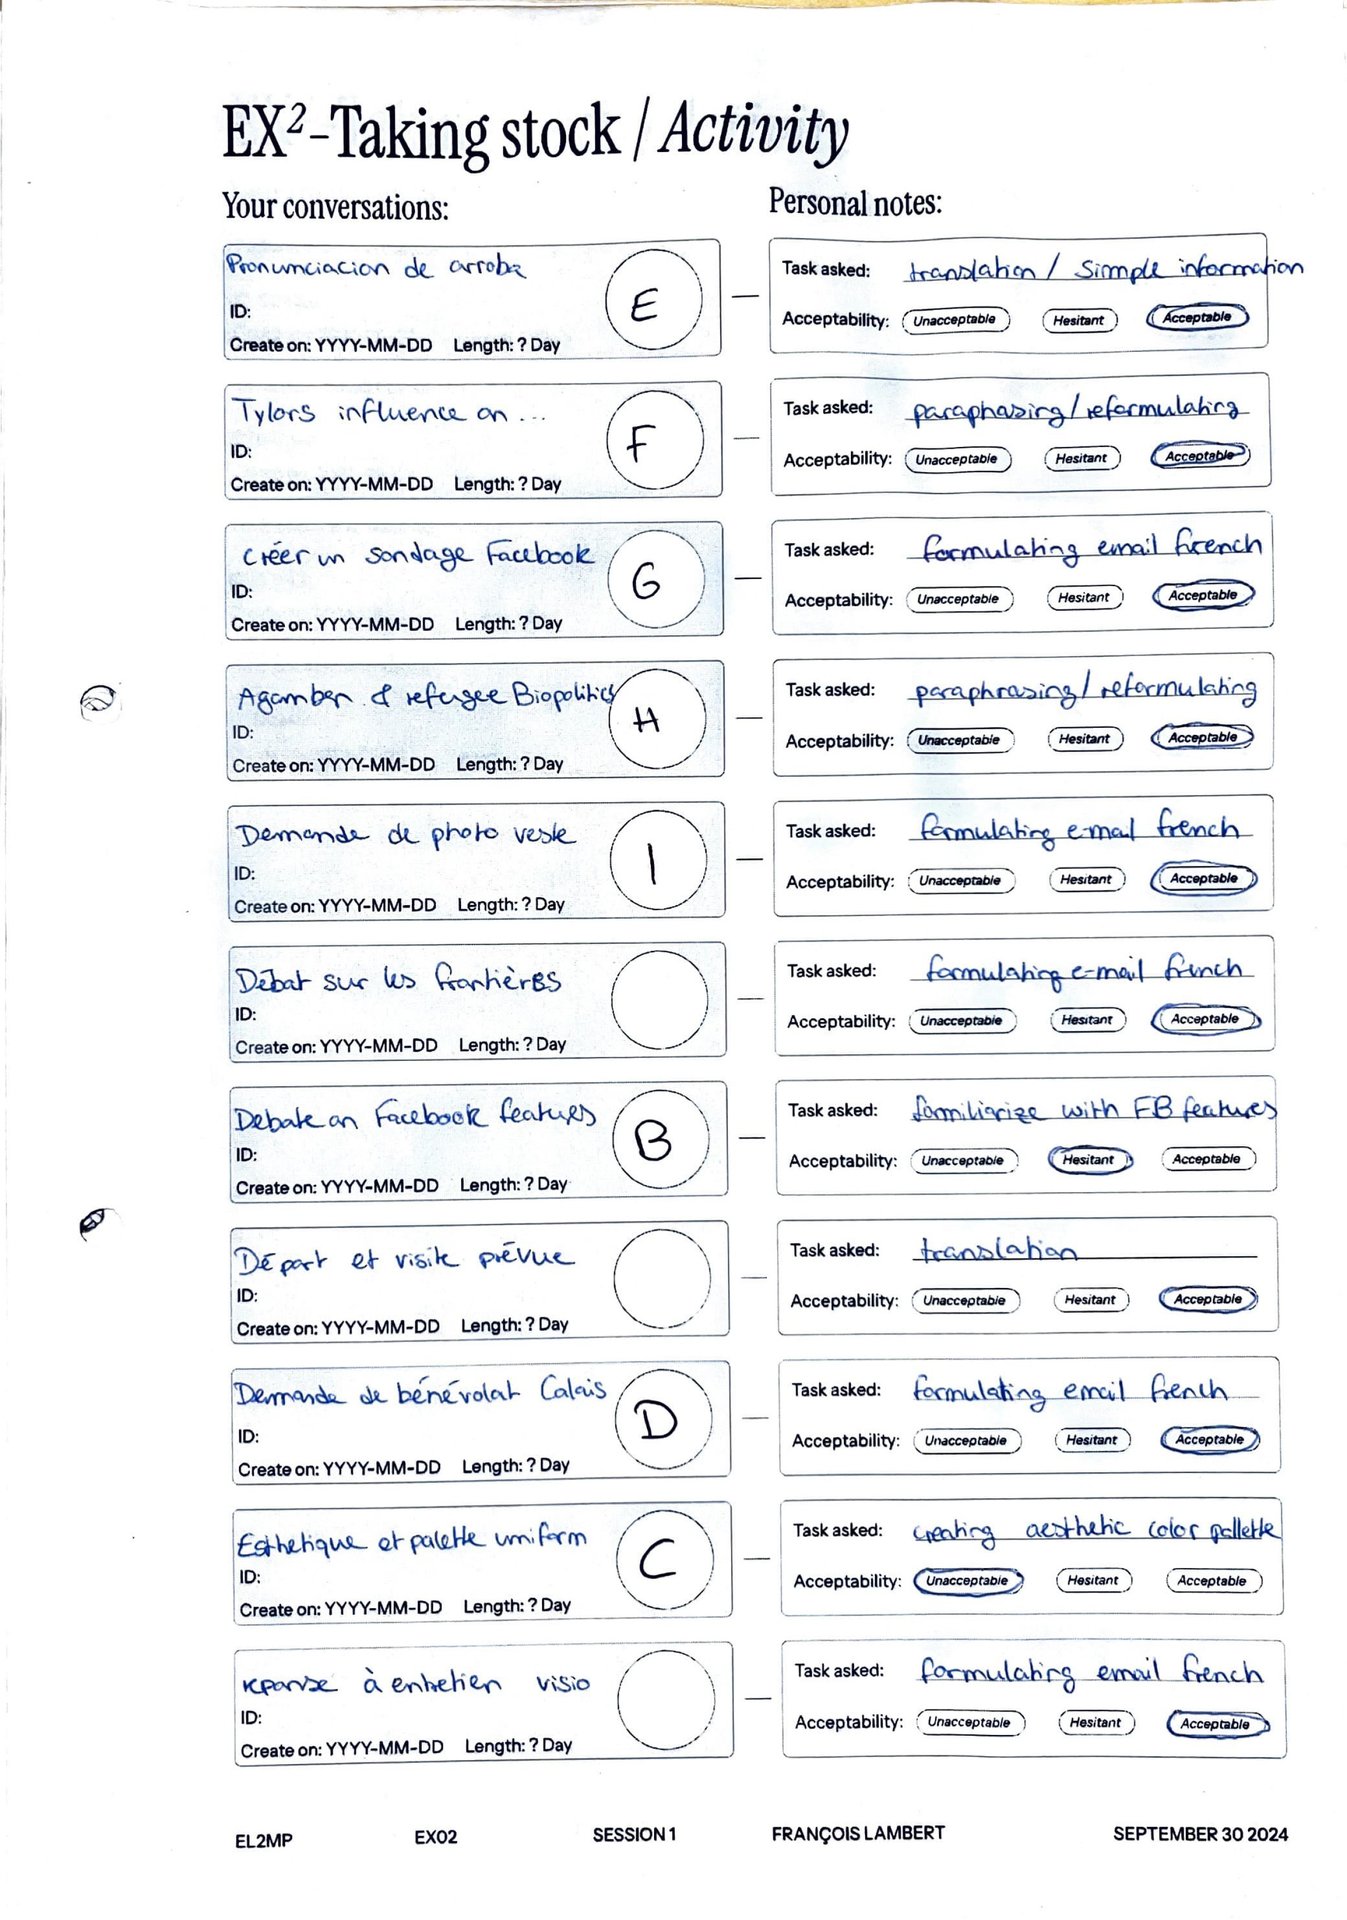 EX²-Taking stock / Activity
Your conversations:
Personal notes:
Pronunciacion de arroba
E
ID:
Create on: YYYY-MM-DD Length: ? Day
Task asked: translation / Simple information
Acceptability: Unacceptable Hesitant Acceptable
Tylors influence on ...
F
ID:
Create on: YYYY-MM-DD Length: ? Day
Task asked: paraphasing/reformulating
Acceptability: Unacceptable Hesitant Acceptable
Créer un sondage Facebook
G
ID:
Create on: YYYY-MM-DD Length: ? Day
Task asked: formulating email french
Acceptability: Unacceptable Hesitant Acceptable
Agamben & refugee Biopolitics
H
ID:
Create on: YYYY-MM-DD Length: ? Day
Task asked: paraphrasing/reformulating
Acceptability: Unacceptable Hesitant Acceptable
Demande de photo veste
I
ID:
Create on: YYYY-MM-DD Length: ? Day
Task asked: formulating e-mail french
Acceptability: Unacceptable Hesitant Acceptable
Débat sur les frontières
ID:
Create on: YYYY-MM-DD Length: ? Day
Task asked: formulating e-mail french
Acceptability: Unacceptable Hesitant Acceptable
Debate on Facebook features
B
ID:
Create on: YYYY-MM-DD Length: ? Day
Task asked: familiarize with FB features
Acceptability: Unacceptable Hesitant Acceptable
Départ et visite prévue
ID:
Create on: YYYY-MM-DD Length: ? Day
Task asked: translation
Acceptability: Unacceptable Hesitant Acceptable
Demande de bénévolat Calais
D
ID:
Create on: YYYY-MM-DD Length: ? Day
Task asked: formulating email french
Acceptability: Unacceptable Hesitant Acceptable
Esthetique et palette uniform
C
ID:
Create on: YYYY-MM-DD Length: ? Day
Task asked: creating aesthetic color pallette
Acceptability: Unacceptable Hesitant Acceptable
réponse à entretien visio
ID:
Create on: YYYY-MM-DD Length: ? Day
Task asked: formulating email french
Acceptability: Unacceptable Hesitant Acceptable
EL2MP EX02 SESSION 1 FRANÇOIS LAMBERT SEPTEMBER 30 2024